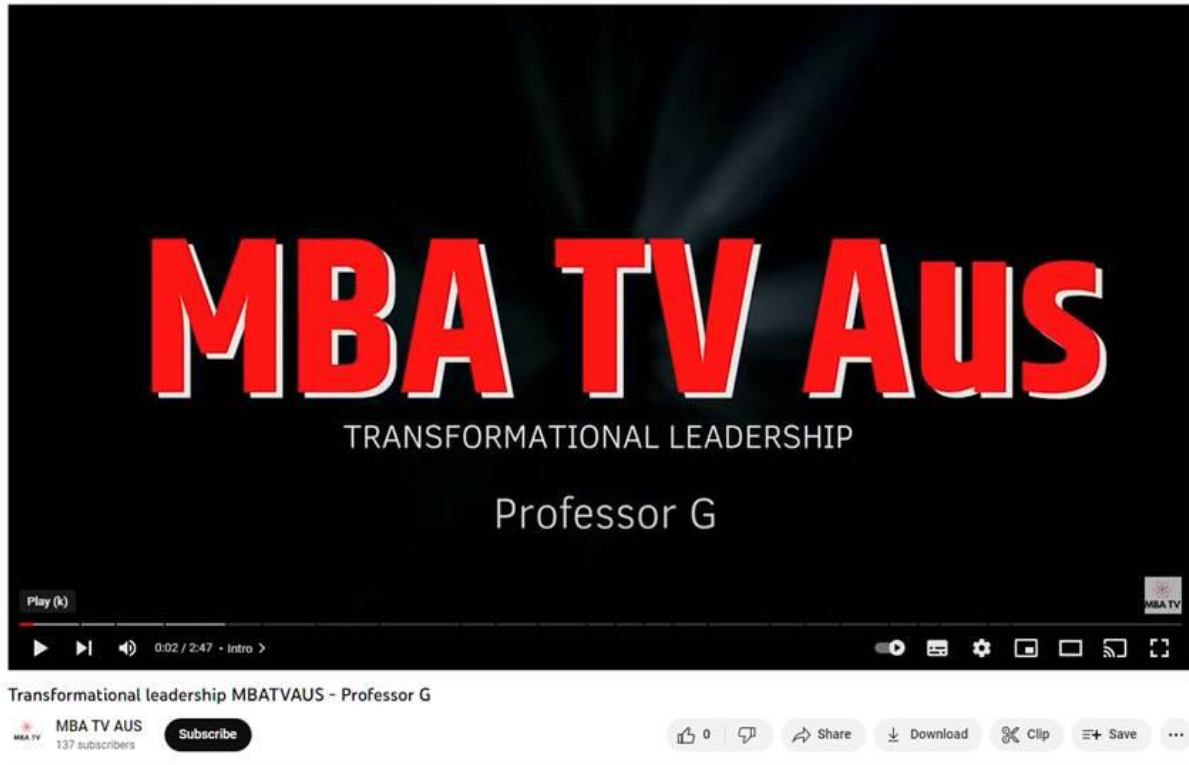 MBA TV Aus
TRANSFORMATIONAL LEADERSHIP
Professor G
MBA TV
Play (k)
0:02 / 2:47 • Intro >
Transformational leadership MBATVAUS - Professor G
MBA TV
MBA TV AUS
137 subscribers
Subscribe
0
Share
Download
Clip
Save